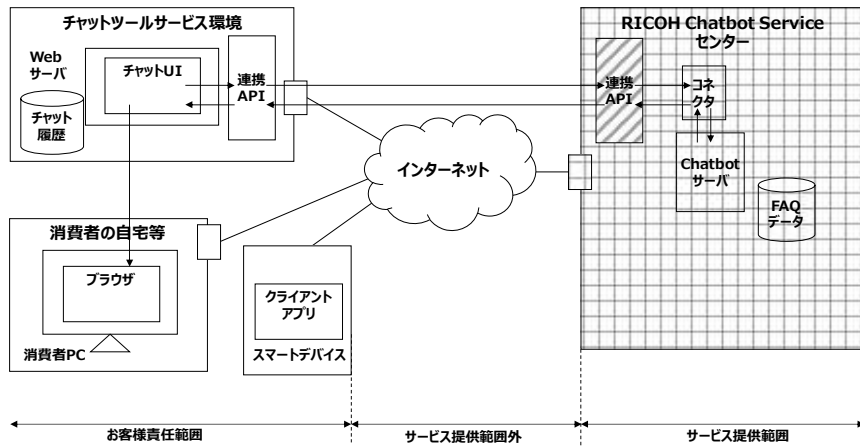 チャットツールサービス環境
Web
サーバ
チャット
履歴
チャットUI
連携
API
RICOH Chatbot Service
センター
連携
API
コネ
クタ
Chatbot
サーバ
FAQ
データ
インターネット
消費者の自宅等
ブラウザ
消費者PC
クライアント
アプリ
スマートデバイス
お客様責任範囲
サービス提供範囲外
サービス提供範囲